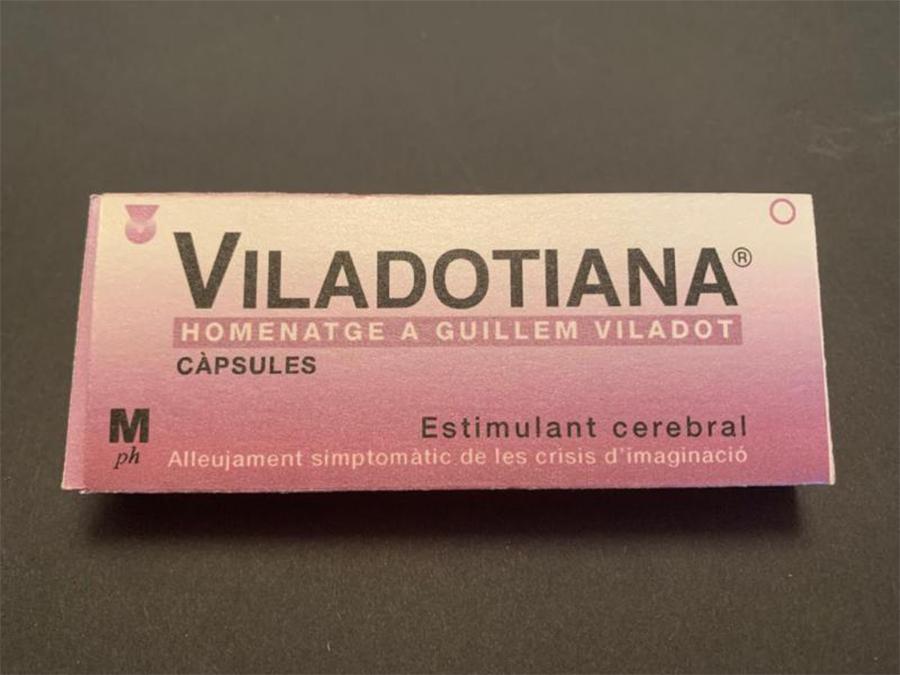 VILADOTIANA®
HOMENATGE A GUILLEM VILADOT
CÀPSULES
Estimulant cerebral
M
ph
Alleujament simptomàtic de les crisis d'imaginació